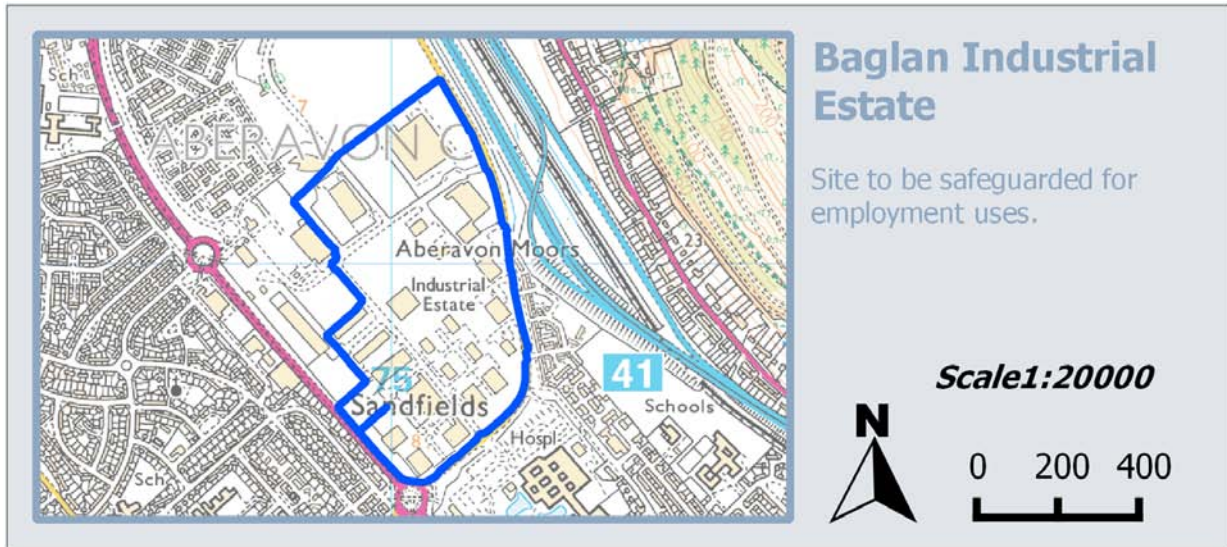 Sch
7
ABERAVON C
Aberavon Moors
23
Industrial
Estate
75
41
Sandfields
Schools
8
Hospl
Sch
Baglan Industrial
Estate
Site to be safeguarded for
employment uses.
Scale1:20000
N
0 200 400